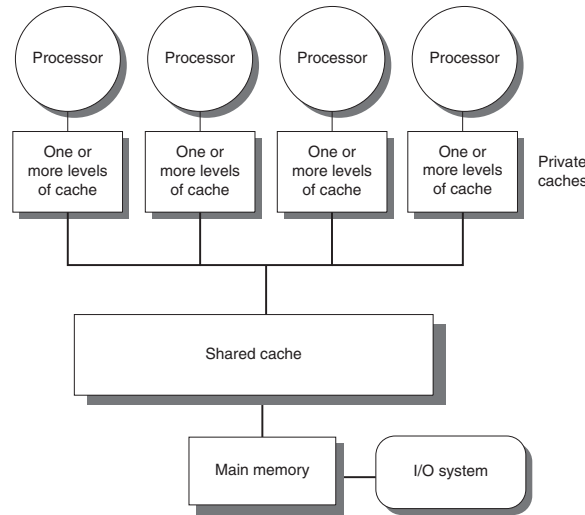 Processor
Processor
Processor
Processor
One or
more levels
of cache
One or
more levels
of cache
One or
more levels
of cache
One or
more levels
of cache
Private
caches
Shared cache
Main memory
I/O system